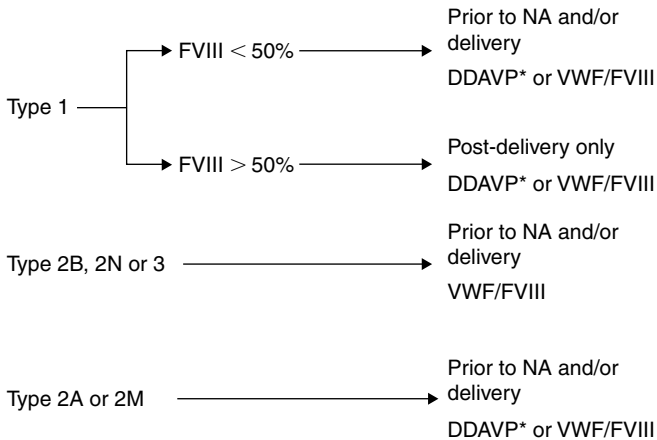 Prior to NA and/or
delivery
FVIII < 50%
DDAVP* or VWF/FVIII
Type 1
Post-delivery only
FVIII > 50%
DDAVP* or VWF/FVIII
Prior to NA and/or
delivery
Type 2B, 2N or 3
VWF/FVIII
Prior to NA and/or
delivery
Type 2A or 2M
DDAVP* or VWF/FVIII